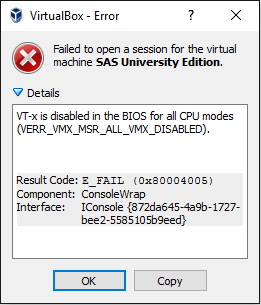 VirtualBox - Error
Failed to open a session for the virtual
machine SAS University Edition.
Details
VT-x is disabled in the BIOS for all CPU modes
(VERR_VMX_MSR_ALL_VMX_DISABLED).
Result Code: E_FAIL (0x80004005)
Component: ConsoleWrap
Interface: IConsole {872da645-4a9b-1727-
bee2-5585105b9eed}
OK Copy